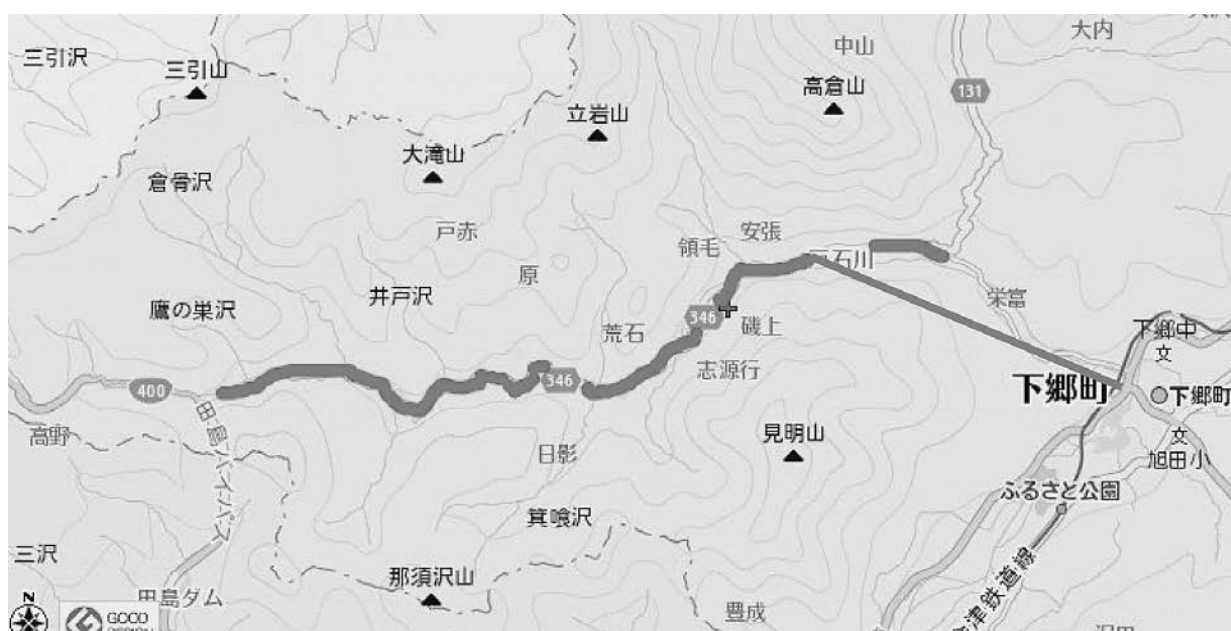 三引沢
三引山
中山
大内
高倉山
131
立岩山
大滝山
倉骨沢
戸赤
領毛
安張
原
石川
鷹の巣沢
井戸沢
栄富
346
磯上
荒石
下郷中
文
志源行
400
346
下郷町
下郷町
田島バイパス
高野
見明山
文
旭田小
日影
ふるさと公園
箕喰沢
三沢
那須沢山
田島ダム
豊成
津鉄道線
N
GOOD
沢田